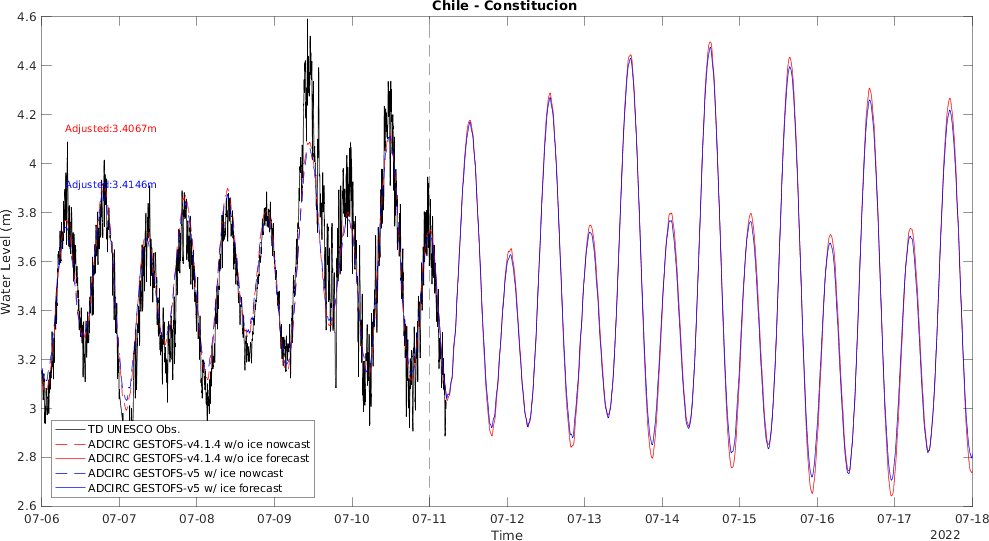 Chile - Constitucion
4.6
4.4
4.2
4
3.8
3.6
3.4
3.2
3
2.8
2.6
Water Level (m)
Adjusted:3.4067m
Adjusted:3.4146m
TD UNESCO Obs.
ADCIRC GESTOFS-v4.1.4 w/o ice nowcast
ADCIRC GESTOFS-v4.1.4 w/o ice forecast
ADCIRC GESTOFS-v5 w/ ice nowcast
ADCIRC GESTOFS-v5 w/ ice forecast
07-06 07-07 07-08 07-09 07-10 07-11 07-12 07-13 07-14 07-15 07-16 07-17 07-18
Time
2022